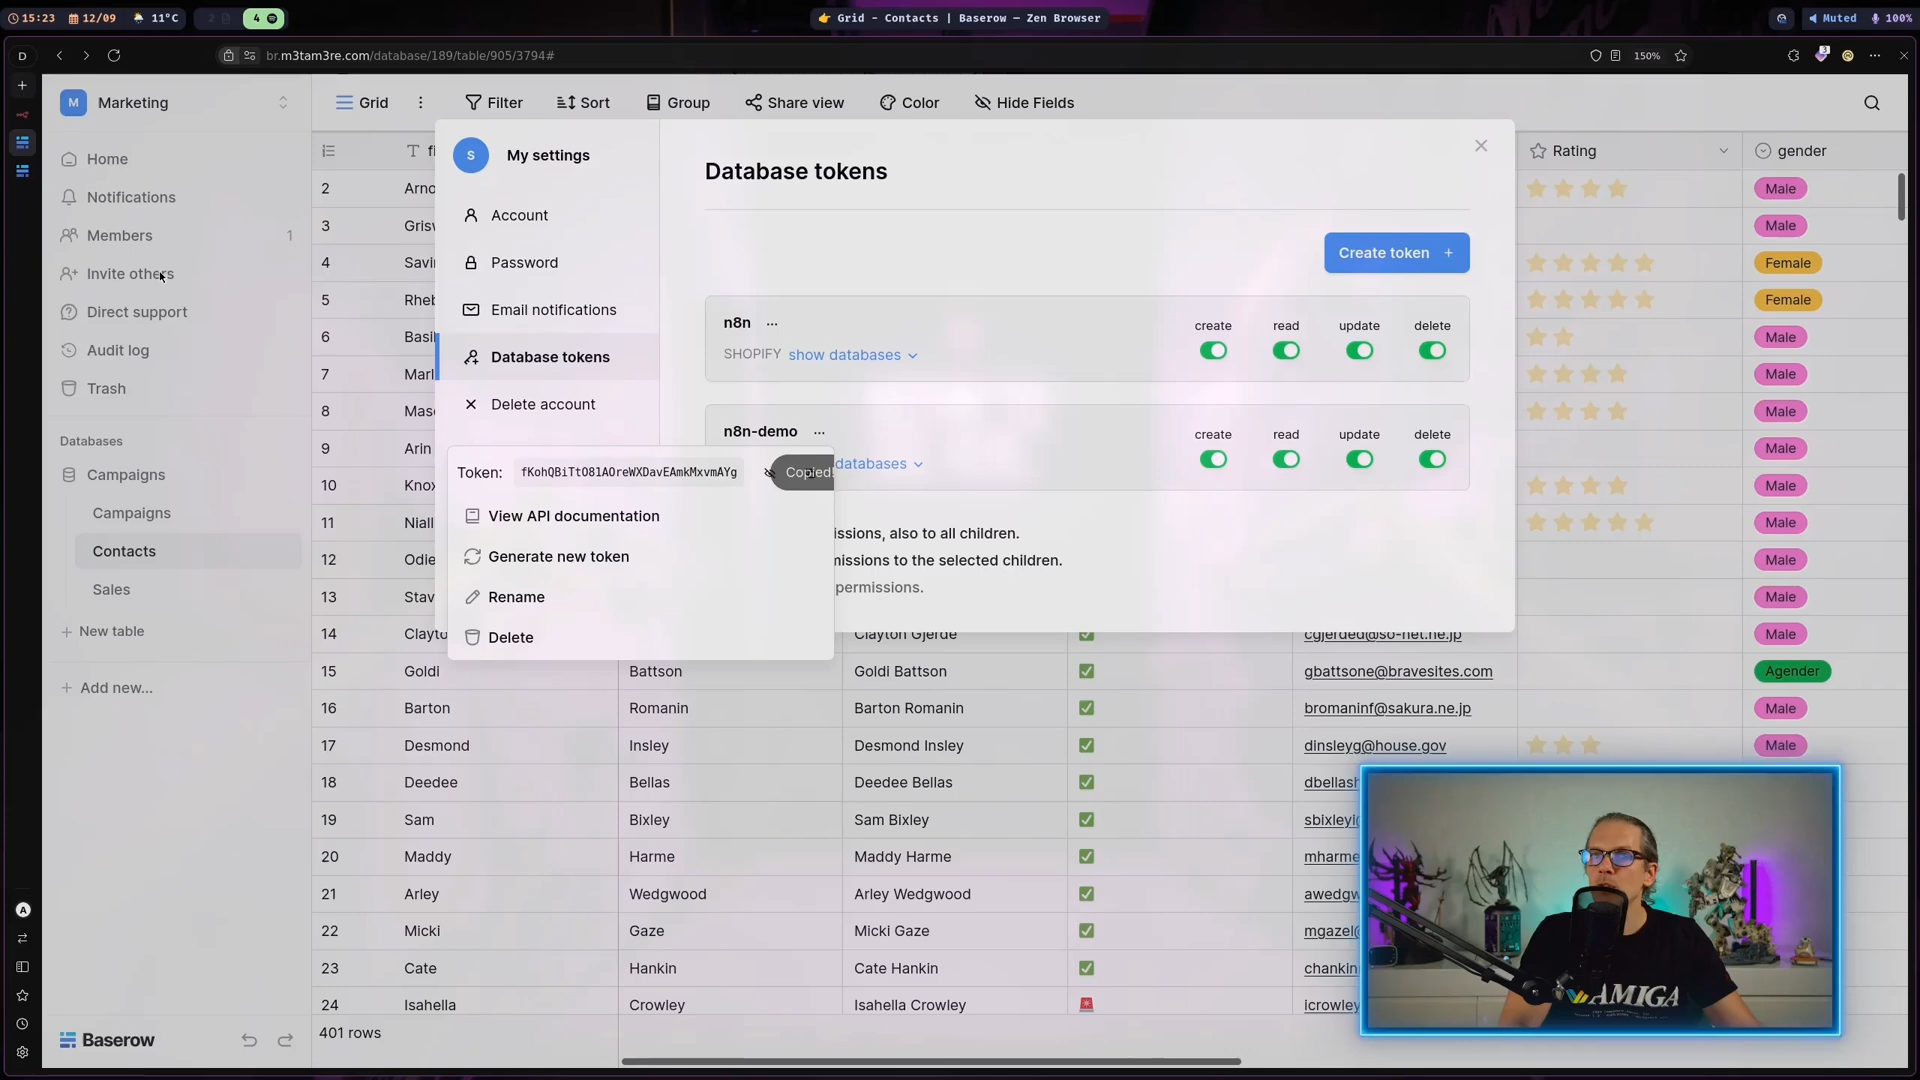 15:23 12/09 11°C 2 4
👉 Grid - Contacts | Baserow — Zen Browser
Muted 100%
D br.m3tam3re.com/database/189/table/905/3794# 150% 3
M Marketing
Home
Notifications
Members 1
Invite others
Direct support
Audit log
Trash
Databases
Campaigns
Campaigns
Contacts
Sales
+ New table
+ Add new...
Baserow
A
Grid Filter Sort Group Share view Color Hide Fields
Rating gender
S My settings
Account
Password
Email notifications
Database tokens
Delete account
Database tokens
Create token +
n8n ...
SHOPIFY show databases
create read update delete
n8n-demo ...
databases
create read update delete
Token: fKohQBiTtO81AOreWXDavEAmkMxvmAYg Copied!
View API documentation
Generate new token
Rename
Delete
issions, also to all children.
missions to the selected children.
permissions.
2 Arno Male
3 Gris Male
4 Savi Female
5 Rheb Female
6 Basi Male
7 Marl Male
8 Mas Male
9 Arin Male
10 Knox Male
11 Niall Male
12 Odie Male
13 Stav Male
14 Clayto Clayton Gjerde cgjerded@so-net.ne.jp Male
15 Goldi Battson Goldi Battson gbattsone@bravesites.com Agender
16 Barton Romanin Barton Romanin bromaninf@sakura.ne.jp Male
17 Desmond Insley Desmond Insley dinsleyg@house.gov Male
18 Deedee Bellas Deedee Bellas dbellash
19 Sam Bixley Sam Bixley sbixleyi
20 Maddy Harme Maddy Harme mharme
21 Arley Wedgwood Arley Wedgwood awedgw
22 Micki Gaze Micki Gaze mgazel
23 Cate Hankin Cate Hankin chankin
24 Isahella Crowley Isahella Crowley icrowley
401 rows
AMIGA